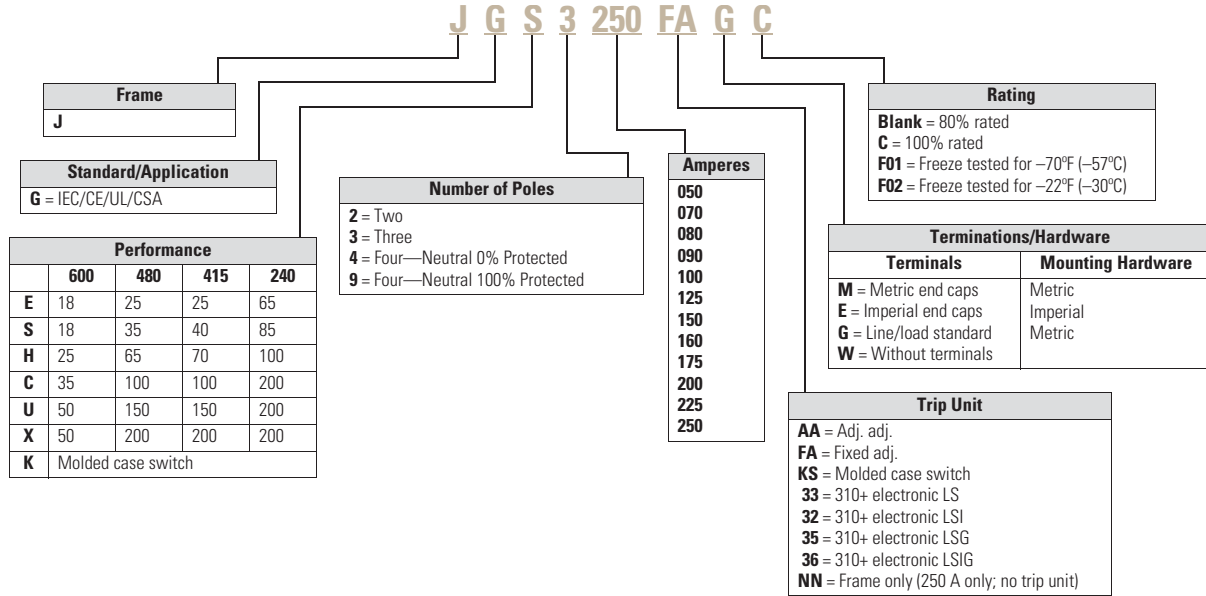 J G S 3 250 FA G C
Frame
J
Standard/Application
G = IEC/CE/UL/CSA
Performance
600 480 415 240
E 18 25 25 65
S 18 35 40 85
H 25 65 70 100
C 35 100 100 200
U 50 150 150 200
X 50 200 200 200
K Molded case switch
Number of Poles
2 = Two
3 = Three
4 = Four—Neutral 0% Protected
9 = Four—Neutral 100% Protected
Amperes
050
070
080
090
100
125
150
160
175
200
225
250
Rating
Blank = 80% rated
C = 100% rated
F01 = Freeze tested for –70ºF (–57ºC)
F02 = Freeze tested for –22ºF (–30ºC)
Terminations/Hardware
Terminals Mounting Hardware
M = Metric end caps Metric
E = Imperial end caps Imperial
G = Line/load standard Metric
W = Without terminals
Trip Unit
AA = Adj. adj.
FA = Fixed adj.
KS = Molded case switch
33 = 310+ electronic LS
32 = 310+ electronic LSI
35 = 310+ electronic LSG
36 = 310+ electronic LSIG
NN = Frame only (250 A only; no trip unit)